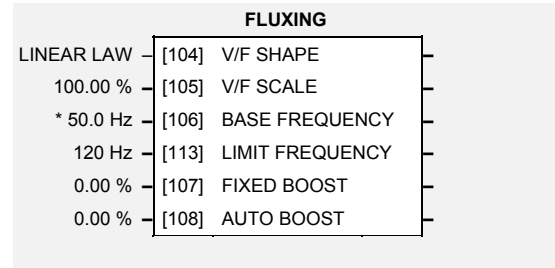 FLUXING
LINEAR LAW – [104] V/F SHAPE –
100.00 % – [105] V/F SCALE –
* 50.0 Hz – [106] BASE FREQUENCY –
120 Hz – [113] LIMIT FREQUENCY –
0.00 % – [107] FIXED BOOST –
0.00 % – [108] AUTO BOOST –